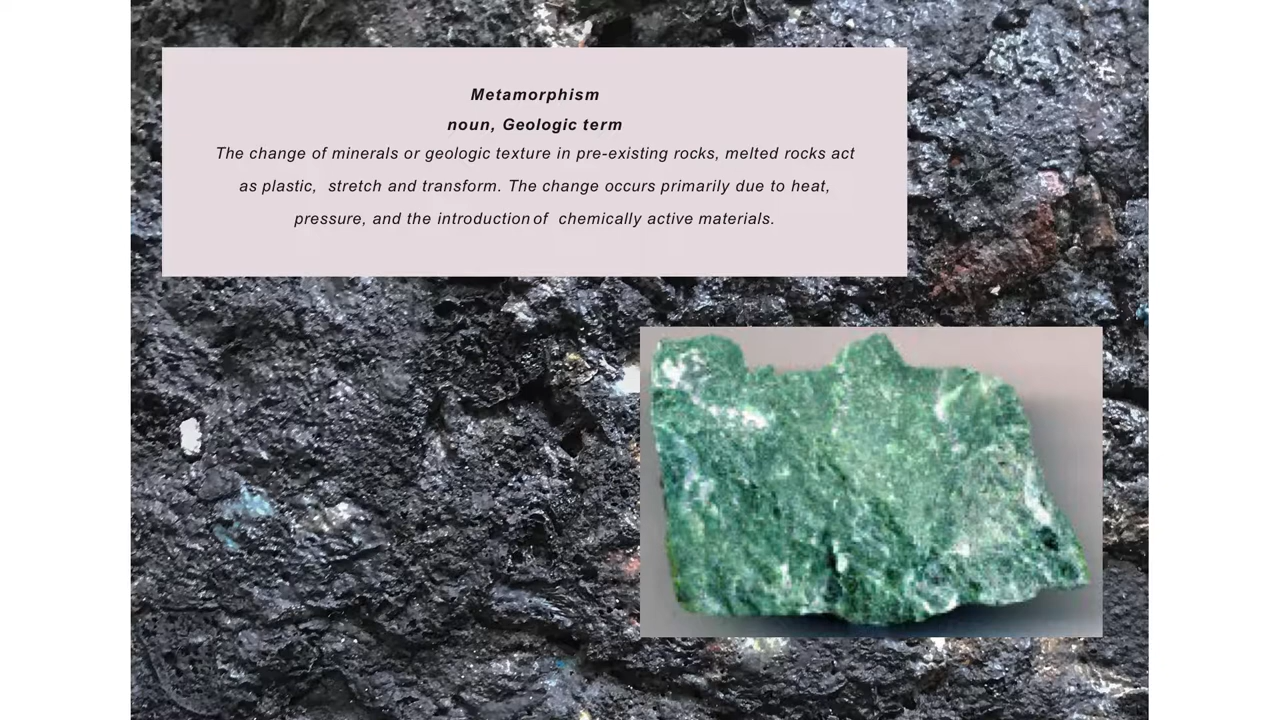 Metamorphism
noun, Geologic term
The change of minerals or geologic texture in pre-existing rocks, melted rocks act
as plastic, stretch and transform. The change occurs primarily due to heat,
pressure, and the introduction of chemically active materials.